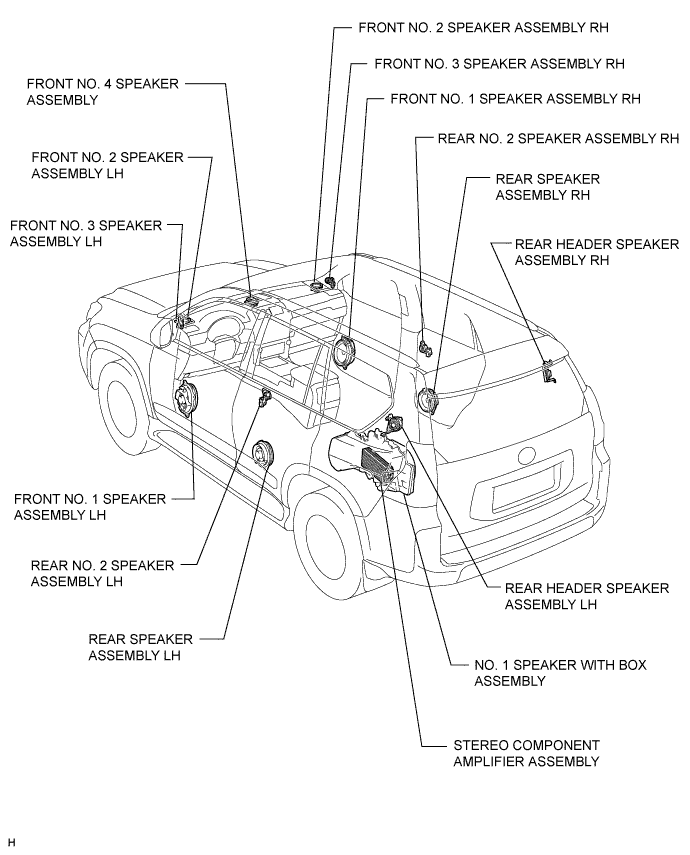 FRONT NO. 2 SPEAKER ASSEMBLY RH
FRONT NO. 3 SPEAKER ASSEMBLY RH
FRONT NO. 4 SPEAKER
ASSEMBLY
FRONT NO. 1 SPEAKER ASSEMBLY RH
REAR NO. 2 SPEAKER ASSEMBLY RH
FRONT NO. 2 SPEAKER
ASSEMBLY LH
REAR SPEAKER
ASSEMBLY RH
FRONT NO. 3 SPEAKER
ASSEMBLY LH
REAR HEADER SPEAKER
ASSEMBLY RH
FRONT NO. 1 SPEAKER
ASSEMBLY LH
REAR NO. 2 SPEAKER
ASSEMBLY LH
REAR HEADER SPEAKER
ASSEMBLY LH
REAR SPEAKER
ASSEMBLY LH
NO. 1 SPEAKER WITH BOX
ASSEMBLY
STEREO COMPONENT
AMPLIFIER ASSEMBLY
H